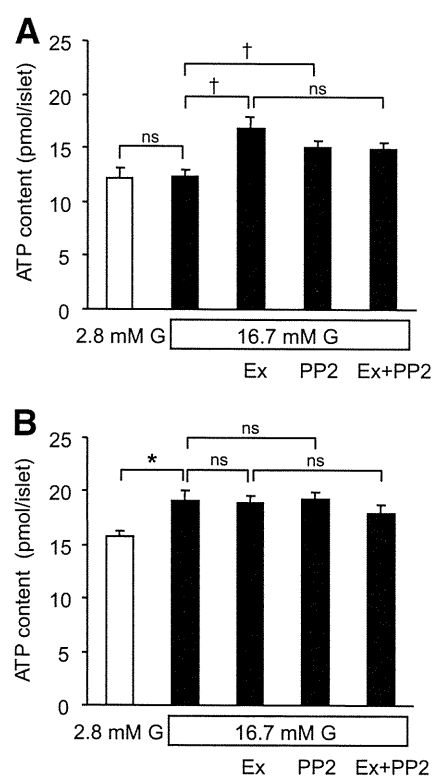 A
ATP content (pmol/islet)
25
20
15
10
5
0
†
†
ns
ns
2.8 mM G
16.7 mM G
Ex PP2 Ex+PP2
B
ATP content (pmol/islet)
25
20
15
10
5
0
ns
* ns ns
2.8 mM G
16.7 mM G
Ex PP2 Ex+PP2